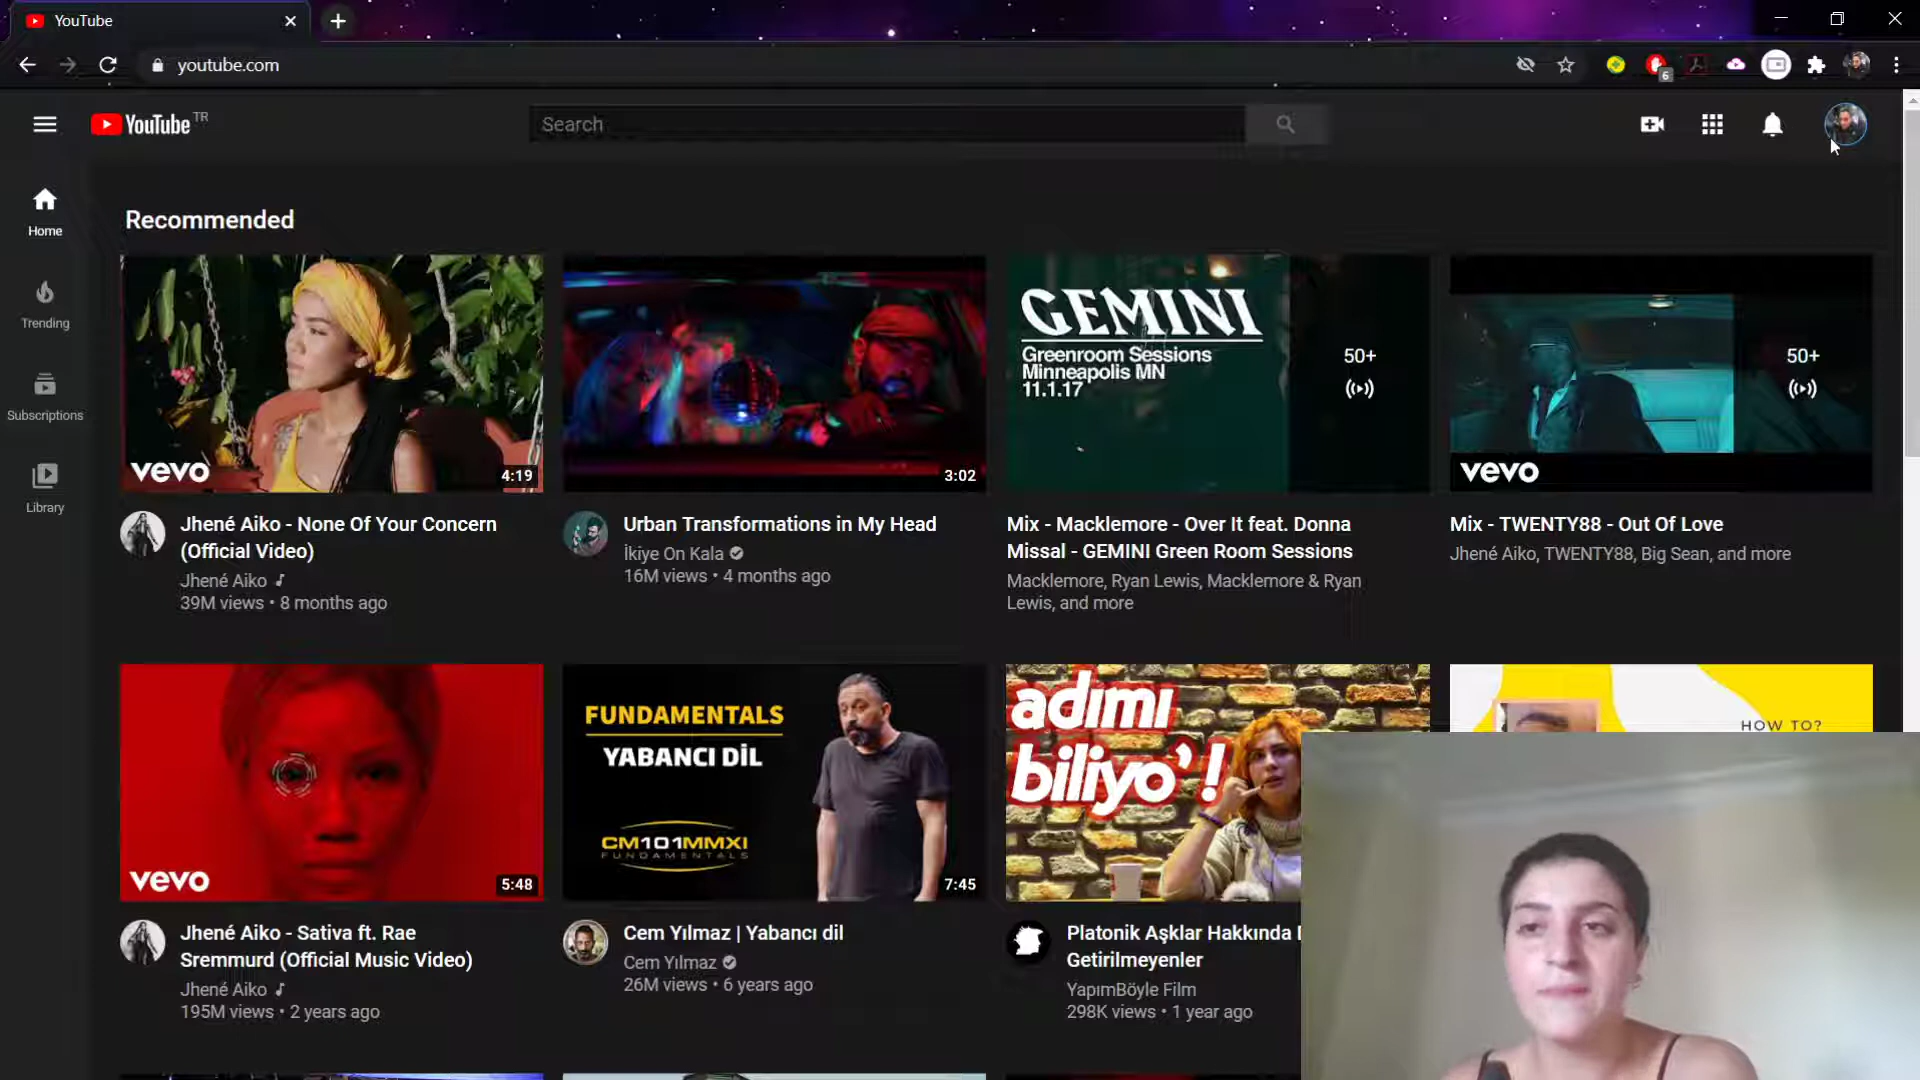 YouTube
youtube.com
6
YouTube TR
Search
Home
Trending
Subscriptions
Library
Recommended
vevo
4:19
Jhené Aiko - None Of Your Concern
(Official Video)
Jhené Aiko
39M views • 8 months ago
3:02
Urban Transformations in My Head
İkiye On Kala
16M views • 4 months ago
GEMINI
Greenroom Sessions
Minneapolis MN
11.1.17
50+
Mix - Macklemore - Over It feat. Donna
Missal - GEMINI Green Room Sessions
Macklemore, Ryan Lewis, Macklemore & Ryan
Lewis, and more
vevo
50+
Mix - TWENTY88 - Out Of Love
Jhené Aiko, TWENTY88, Big Sean, and more
vevo
5:48
Jhené Aiko - Sativa ft. Rae
Sremmurd (Official Music Video)
Jhené Aiko
195M views • 2 years ago
FUNDAMENTALS
YABANCI DİL
CM101MMXI
FUNDAMENTALS
7:45
Cem Yılmaz | Yabancı dil
Cem Yılmaz
26M views • 6 years ago
adımı
biliyo' !
Platonik Aşklar Hakkında
Getirilmeyenler
YapımBöyle Film
298K views • 1 year ago
HOW TO?